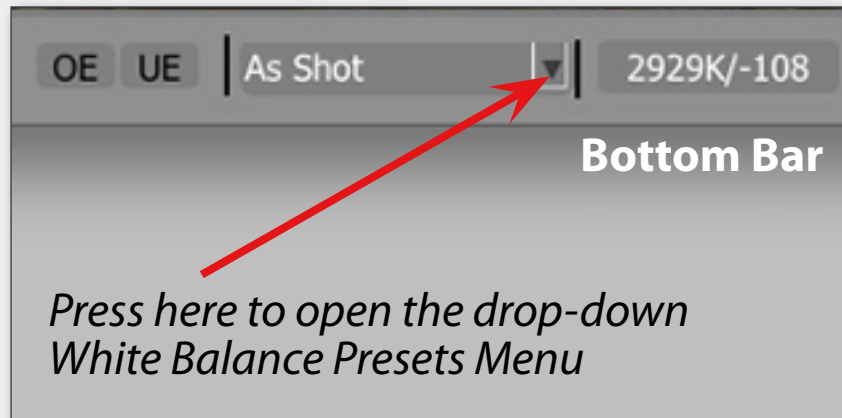 OE UE As Shot 2929K/-108
Bottom Bar
Press here to open the drop-down
White Balance Presets Menu